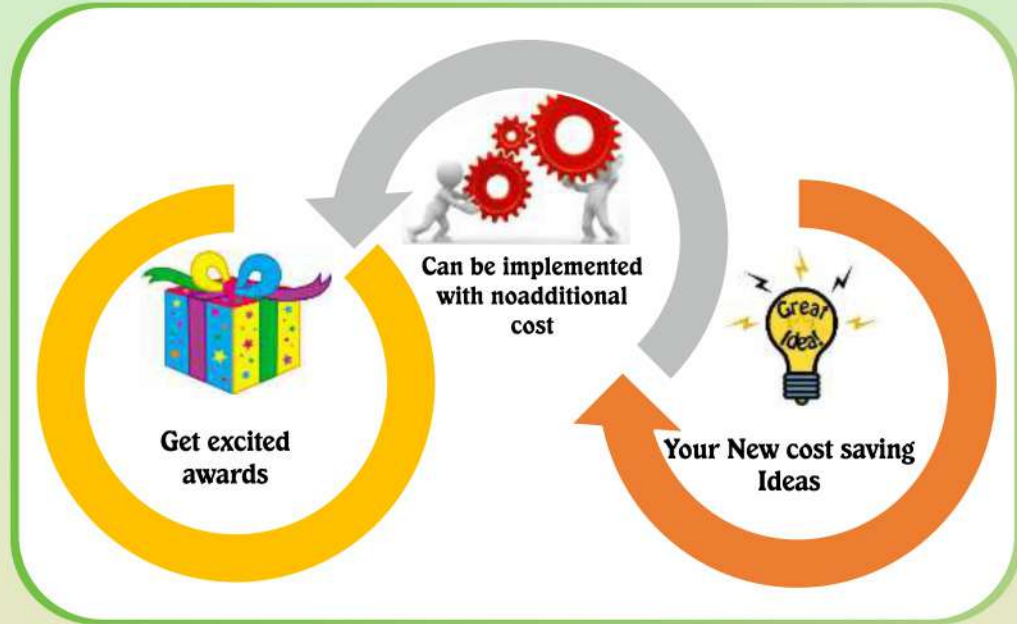 Can be implemented
with noadditional
cost
Great
Idea!
Get excited
awards
Your New cost saving
Ideas